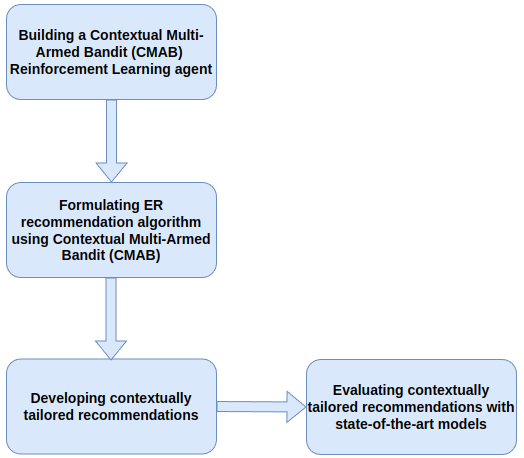 Building a Contextual Multi-
Armed Bandit (CMAB)
Reinforcement Learning agent
Formulating ER
recommendation algorithm
using Contextual Multi-Armed
Bandit (CMAB)
Developing contextually
tailored recommendations
Evaluating contextually
tailored recommendations with
state-of-the-art models